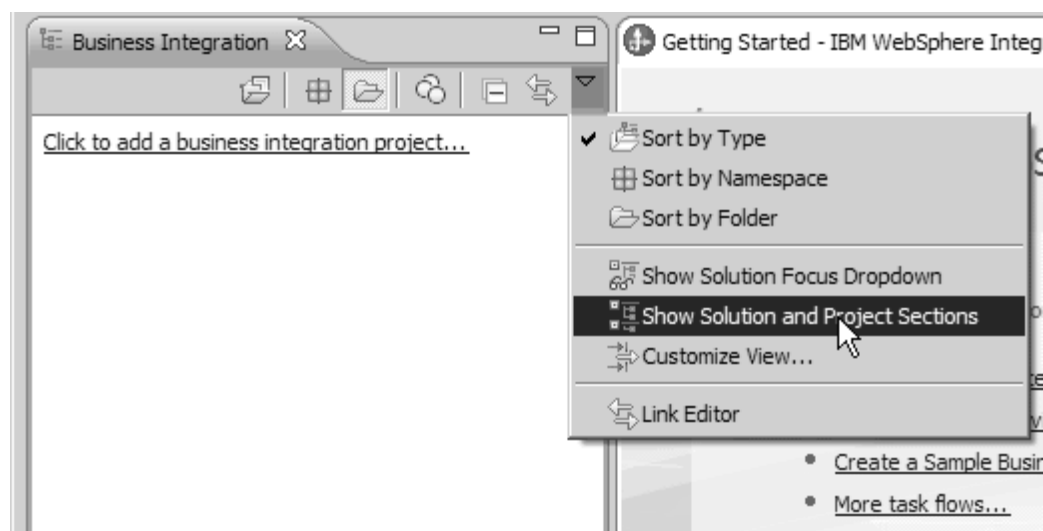 Business Integration
Getting Started - IBM WebSphere Integ
Click to add a business integration project...
Sort by Type
Sort by Namespace
Sort by Folder
Show Solution Focus Dropdown
Show Solution and Project Sections
Customize View...
Link Editor
Create a Sample Busin
More task flows...